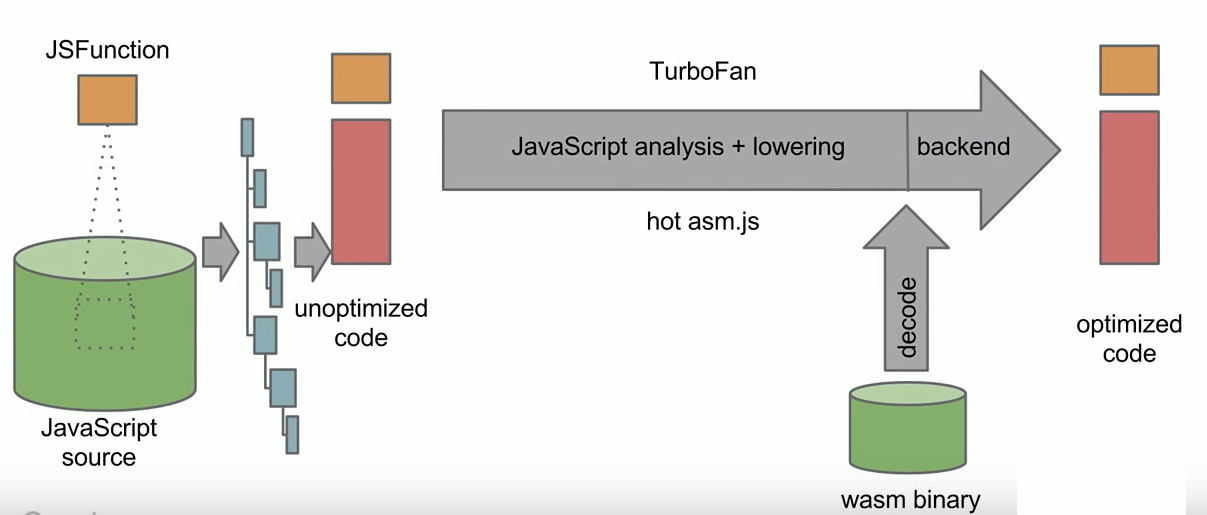 JSFunction
TurboFan
JavaScript analysis + lowering
backend
hot asm.js
decode
unoptimized
code
optimized
code
JavaScript
source
wasm binary